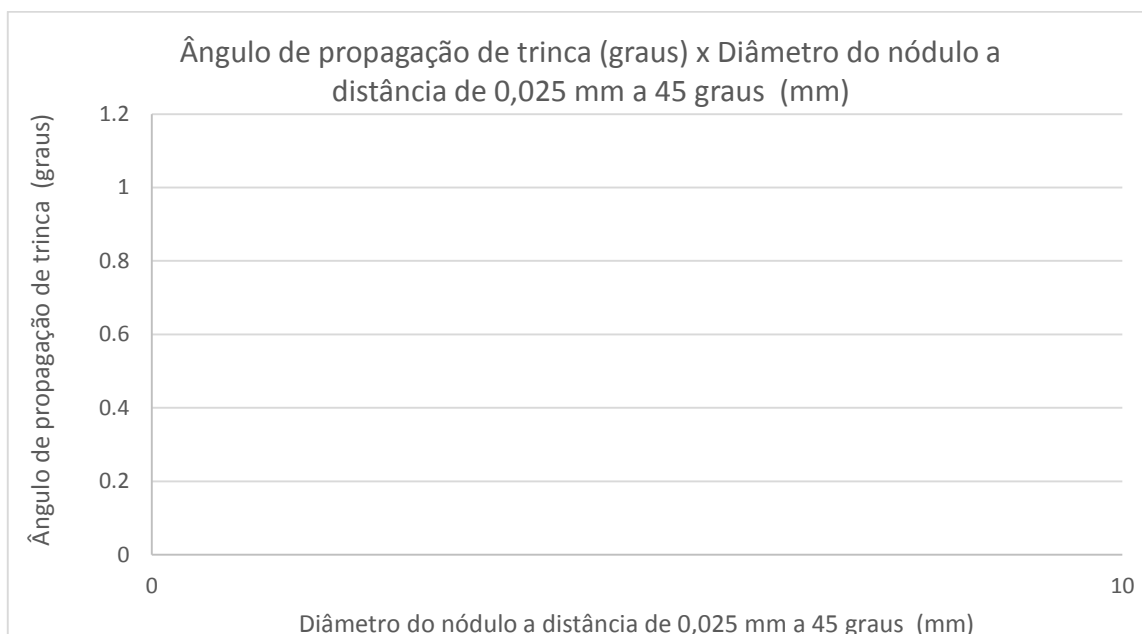 Ângulo de propagação de trinca (graus) x Diâmetro do nódulo a
distância de 0,025 mm a 45 graus (mm)
Ângulo de propagação de trinca (graus)
1.2
1
0.8
0.6
0.4
0.2
0
0
10
Diâmetro do nódulo a distância de 0,025 mm a 45 graus (mm)